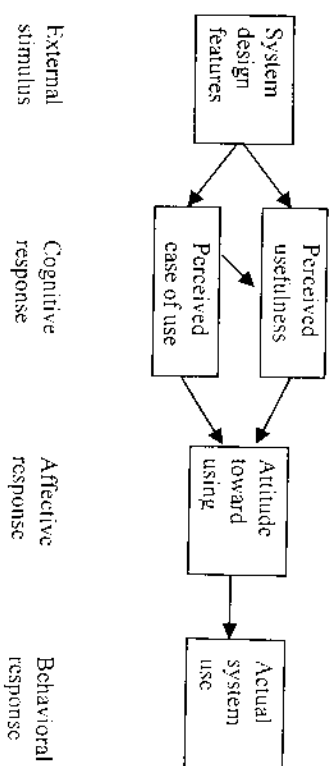 System
design
features
Perceived
usefulness
Perceived
case of use
Attitude
toward
using
Actual
system
use
External
stimulus
Cognitive
response
Affective
response
Behavioral
response